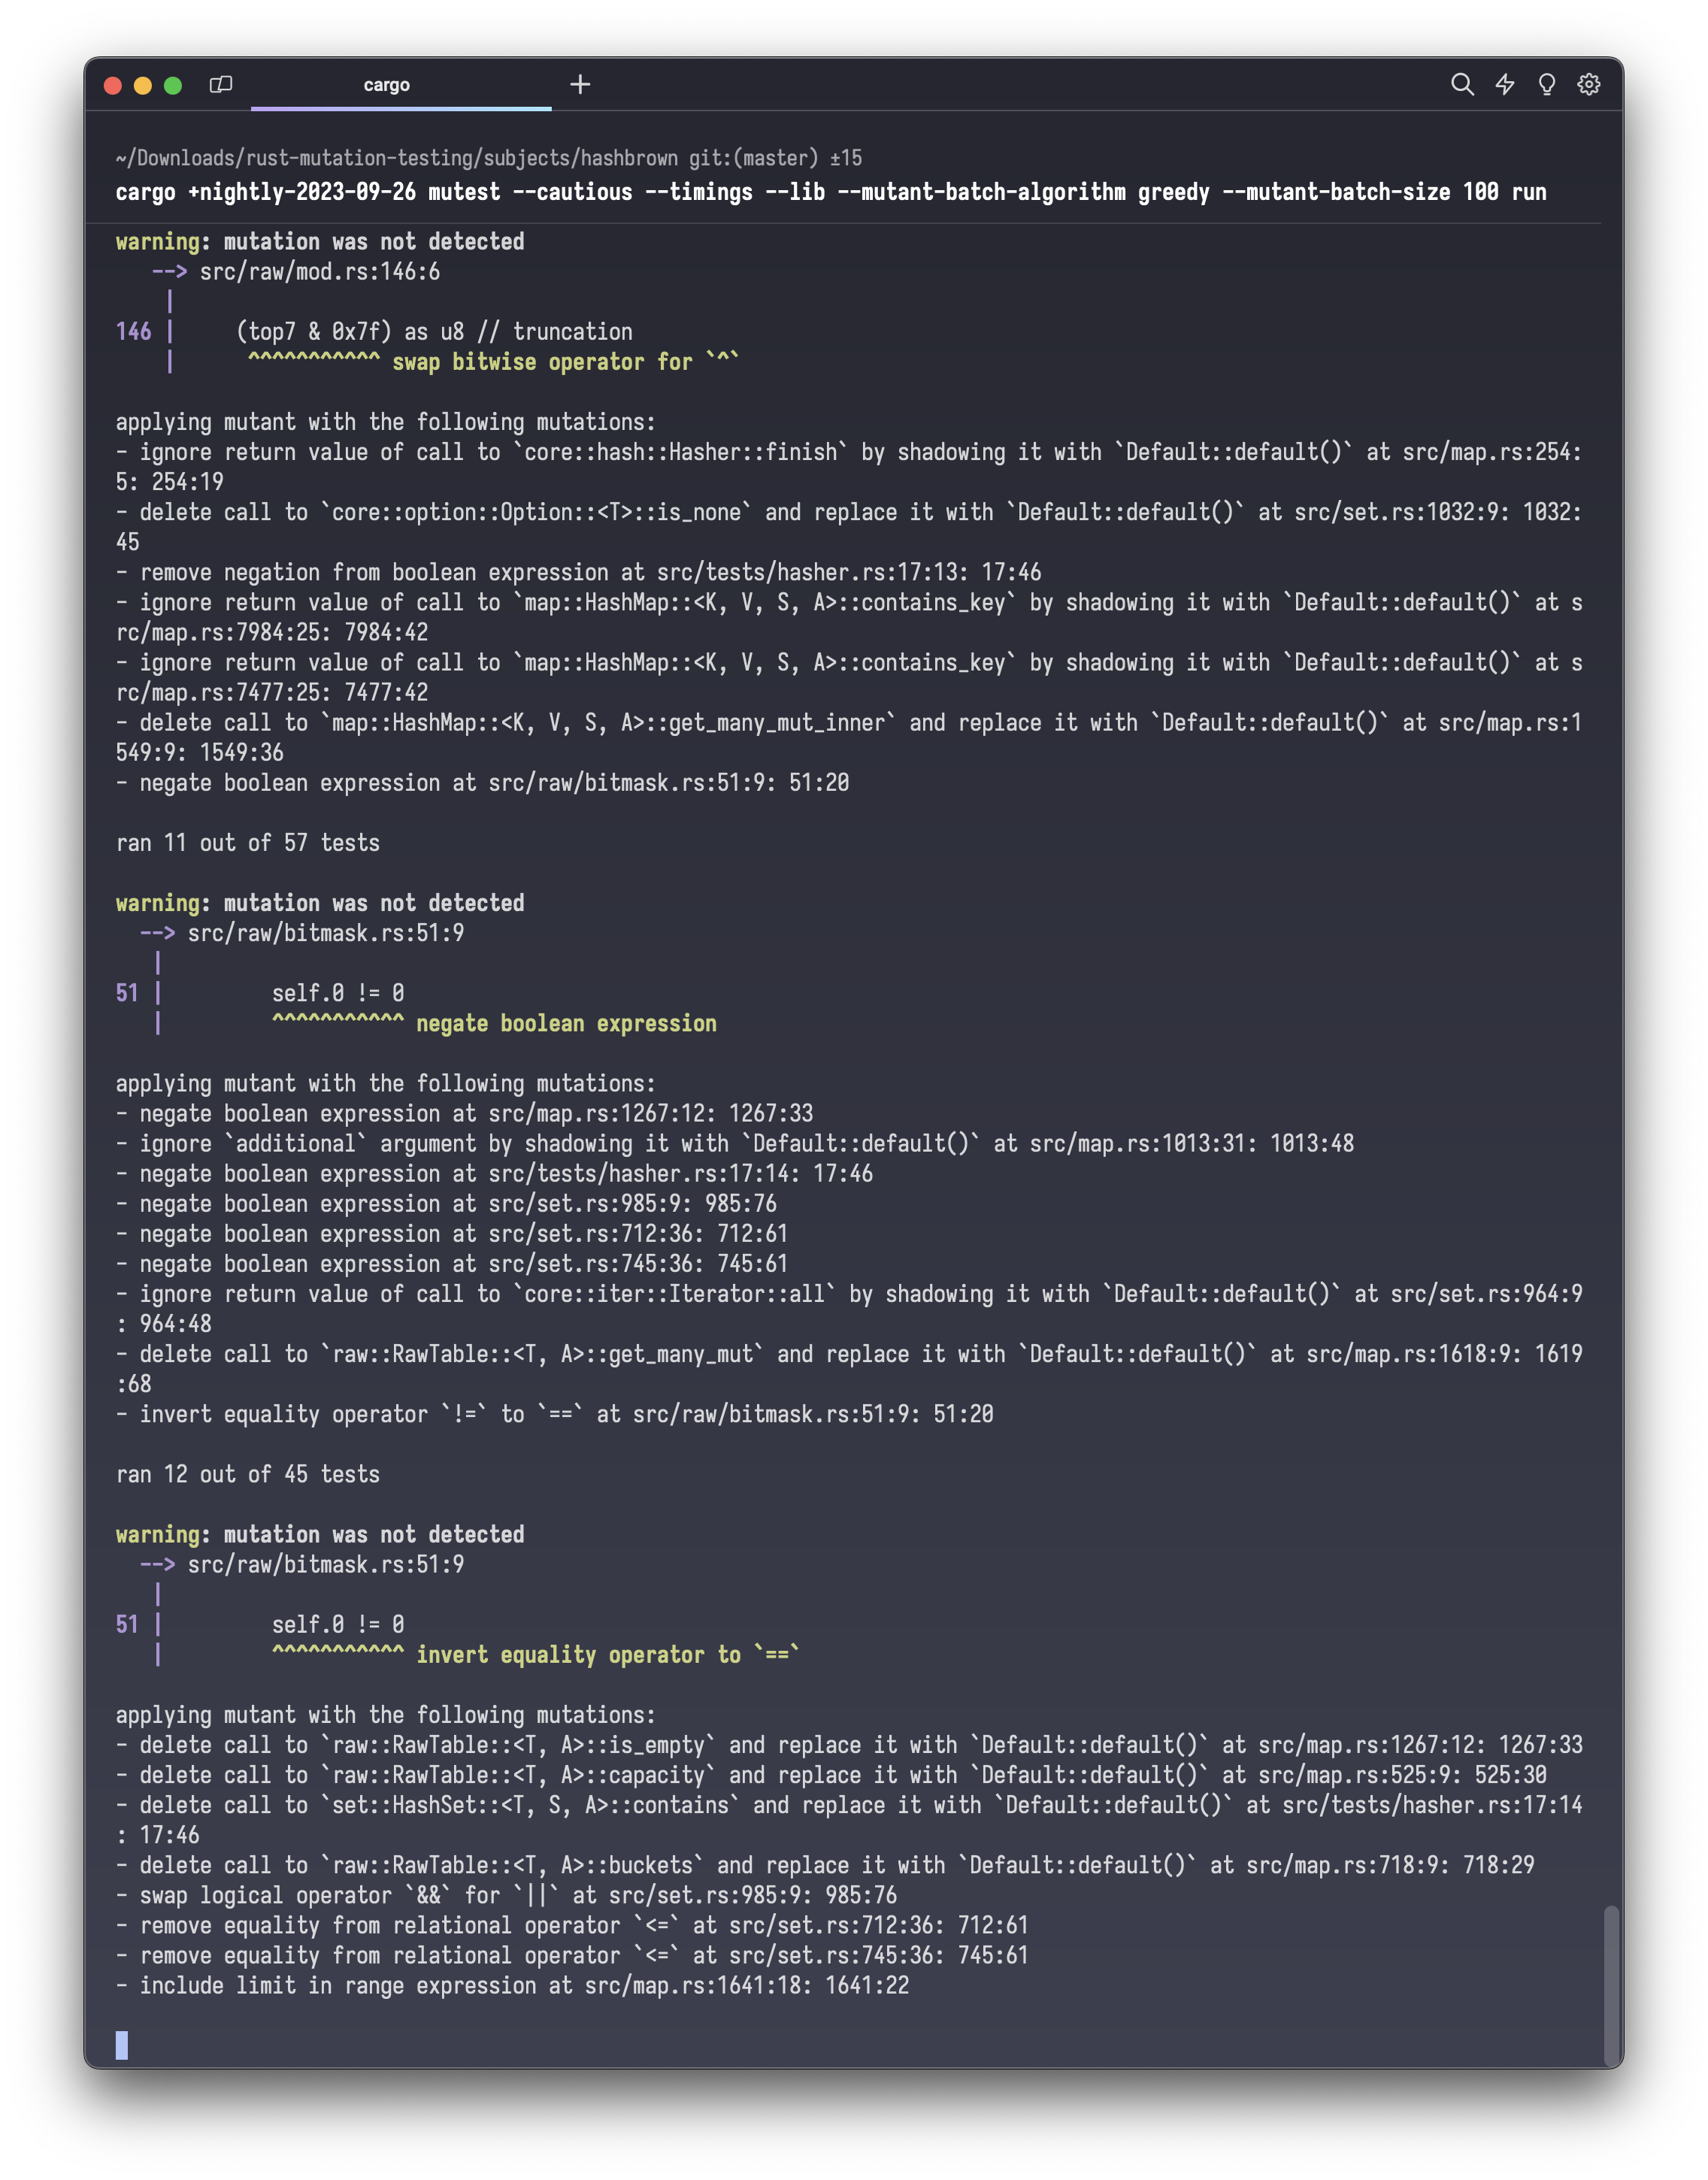 cargo
~/Downloads/rust-mutation-testing/subjects/hashbrown git:(master) ±15
cargo +nightly-2023-09-26 mutest --cautious --timings --lib --mutant-batch-algorithm greedy --mutant-batch-size 100 run
warning: mutation was not detected
   --> src/raw/mod.rs:146:6
    |
146 |     (top7 & 0x7f) as u8 // truncation
    |      ^^^^^^^^^^^ swap bitwise operator for `^`
applying mutant with the following mutations:
- ignore return value of call to `core::hash::Hasher::finish` by shadowing it with `Default::default()` at src/map.rs:254:
5: 254:19
- delete call to `core::option::Option::<T>::is_none` and replace it with `Default::default()` at src/set.rs:1032:9: 1032:
45
- remove negation from boolean expression at src/tests/hasher.rs:17:13: 17:46
- ignore return value of call to `map::HashMap::<K, V, S, A>::contains_key` by shadowing it with `Default::default()` at s
rc/map.rs:7984:25: 7984:42
- ignore return value of call to `map::HashMap::<K, V, S, A>::contains_key` by shadowing it with `Default::default()` at s
rc/map.rs:7477:25: 7477:42
- delete call to `map::HashMap::<K, V, S, A>::get_many_mut_inner` and replace it with `Default::default()` at src/map.rs:1
549:9: 1549:36
- negate boolean expression at src/raw/bitmask.rs:51:9: 51:20
ran 11 out of 57 tests
warning: mutation was not detected
  --> src/raw/bitmask.rs:51:9
   |
51 |         self.0 != 0
   |         ^^^^^^^^^^^ negate boolean expression
applying mutant with the following mutations:
- negate boolean expression at src/map.rs:1267:12: 1267:33
- ignore `additional` argument by shadowing it with `Default::default()` at src/map.rs:1013:31: 1013:48
- negate boolean expression at src/tests/hasher.rs:17:14: 17:46
- negate boolean expression at src/set.rs:985:9: 985:76
- negate boolean expression at src/set.rs:712:36: 712:61
- negate boolean expression at src/set.rs:745:36: 745:61
- ignore return value of call to `core::iter::Iterator::all` by shadowing it with `Default::default()` at src/set.rs:964:9
: 964:48
- delete call to `raw::RawTable::<T, A>::get_many_mut` and replace it with `Default::default()` at src/map.rs:1618:9: 1619
:68
- invert equality operator `!=` to `==` at src/raw/bitmask.rs:51:9: 51:20
ran 12 out of 45 tests
warning: mutation was not detected
  --> src/raw/bitmask.rs:51:9
   |
51 |         self.0 != 0
   |         ^^^^^^^^^^^ invert equality operator to `==`
applying mutant with the following mutations:
- delete call to `raw::RawTable::<T, A>::is_empty` and replace it with `Default::default()` at src/map.rs:1267:12: 1267:33
- delete call to `raw::RawTable::<T, A>::capacity` and replace it with `Default::default()` at src/map.rs:525:9: 525:30
- delete call to `set::HashSet::<T, S, A>::contains` and replace it with `Default::default()` at src/tests/hasher.rs:17:14
: 17:46
- delete call to `raw::RawTable::<T, A>::buckets` and replace it with `Default::default()` at src/map.rs:718:9: 718:29
- swap logical operator `&&` for `||` at src/set.rs:985:9: 985:76
- remove equality from relational operator `<=` at src/set.rs:712:36: 712:61
- remove equality from relational operator `<=` at src/set.rs:745:36: 745:61
- include limit in range expression at src/map.rs:1641:18: 1641:22